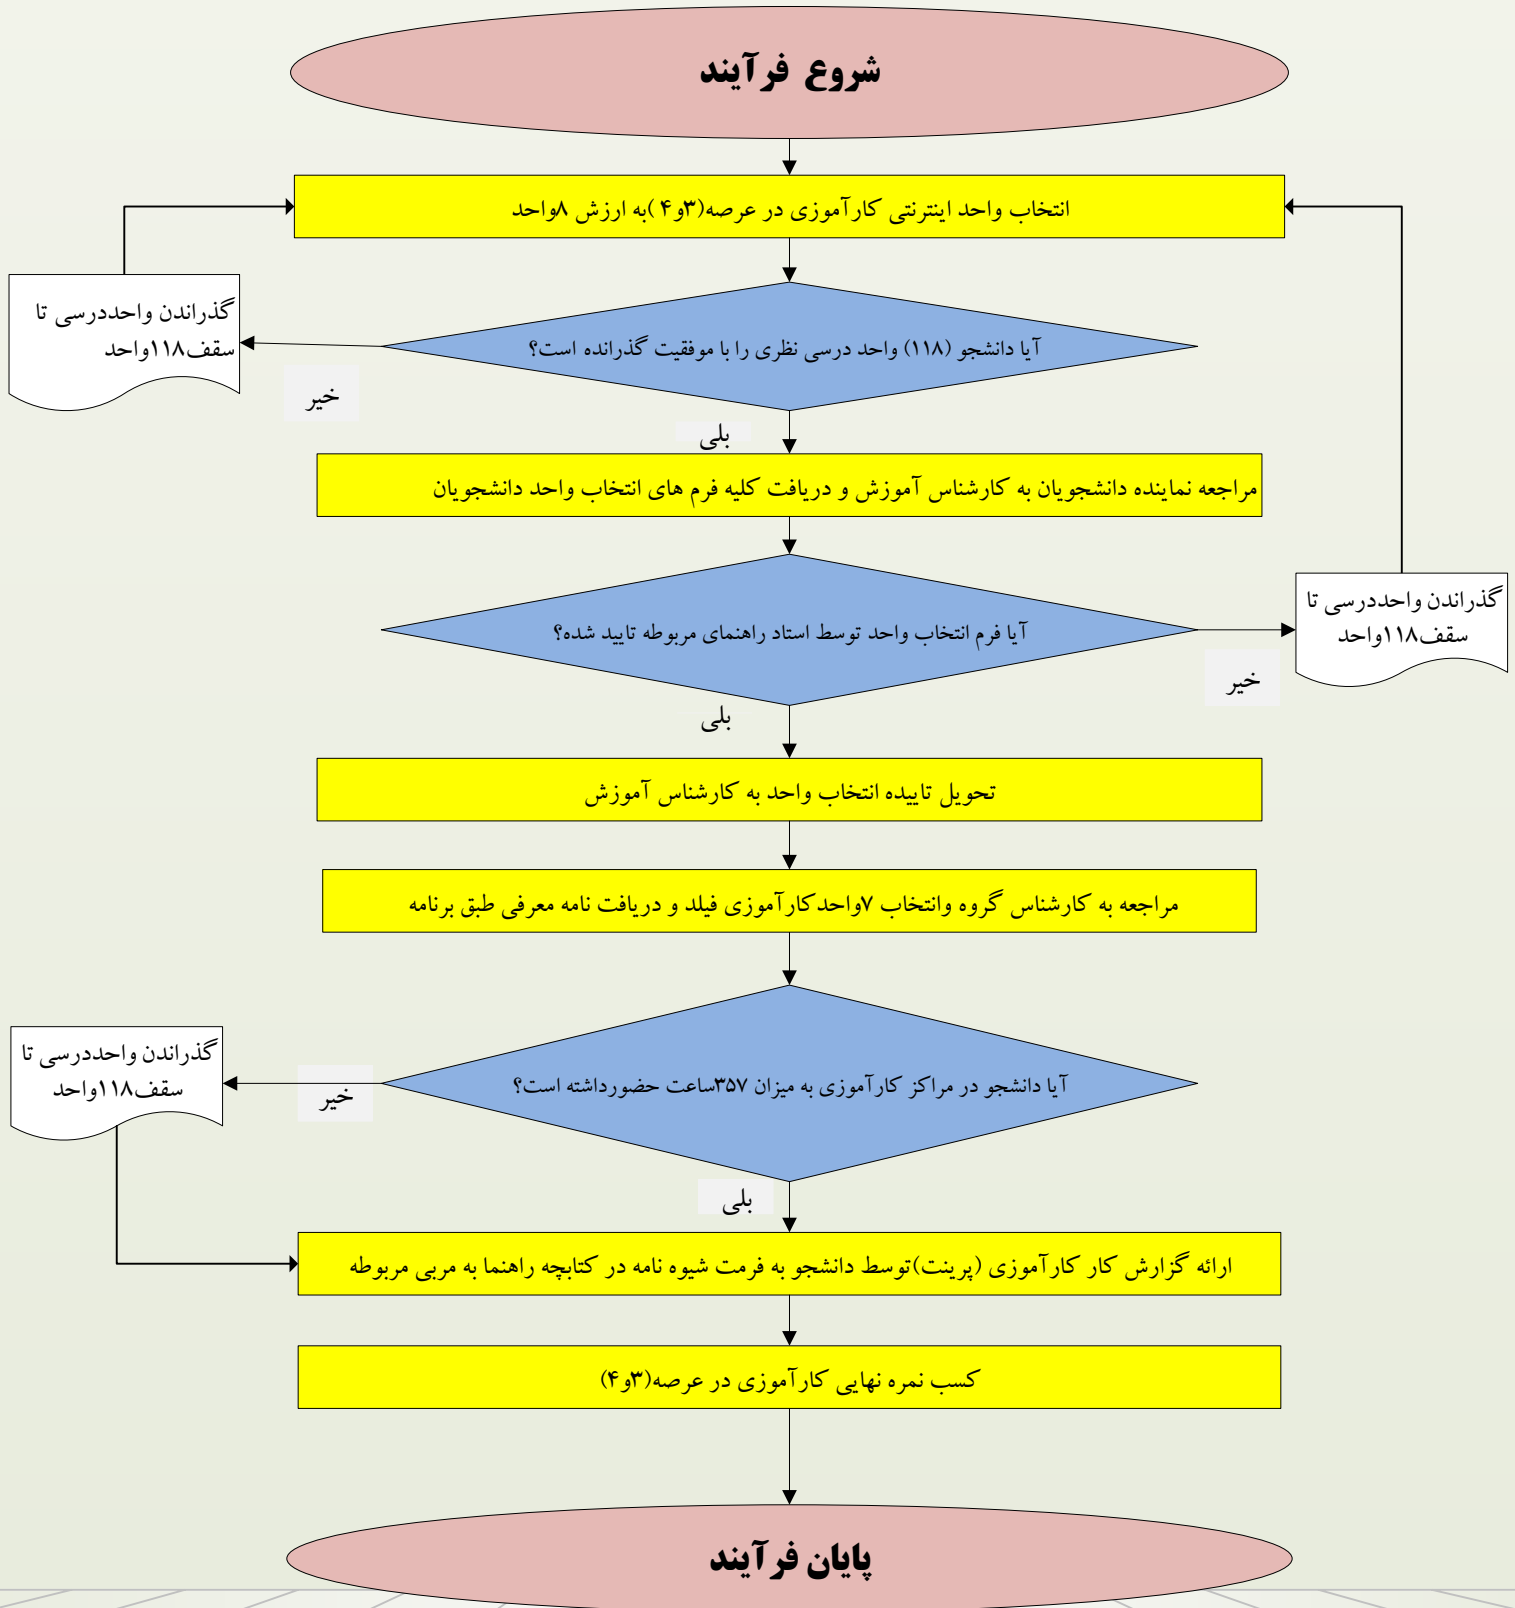 شروع فرآیند
انتخاب واحد اینترنتی کارآموزی در عرصه(۳و۴)به ارزش ۸واحد
گذراندن واحددرسی تا
سقف۱۱۸واحد
آیا دانشجو (۱۱۸) واحد درسی نظری را با موفقیت گذرانده است؟
خیر
بلی
مراجعه نماینده دانشجویان به کارشناس آموزش و دریافت کلیه فرم های انتخاب واحد دانشجویان
آیا فرم انتخاب واحد توسط استاد راهنمای مربوطه تایید شده؟
گذراندن واحددرسی تا
سقف۱۱۸واحد
خیر
بلی
تحویل تاییده انتخاب واحد به کارشناس آموزش
مراجعه به کارشناس گروه وانتخاب ۷واحدکارآموزی فیلد و دریافت نامه معرفی طبق برنامه
گذراندن واحددرسی تا
سقف۱۱۸واحد
آیا دانشجو در مراکز کارآموزی به میزان ۳۵۷ساعت حضورداشته است؟
خیر
بلی
ارائه گزارش کار کارآموزی (پرینت)توسط دانشجو به فرمت شیوه نامه در کتابچه راهنما به مربی مربوطه
کسب نمره نهایی کارآموزی در عرصه(۳و۴)
پایان فرآیند